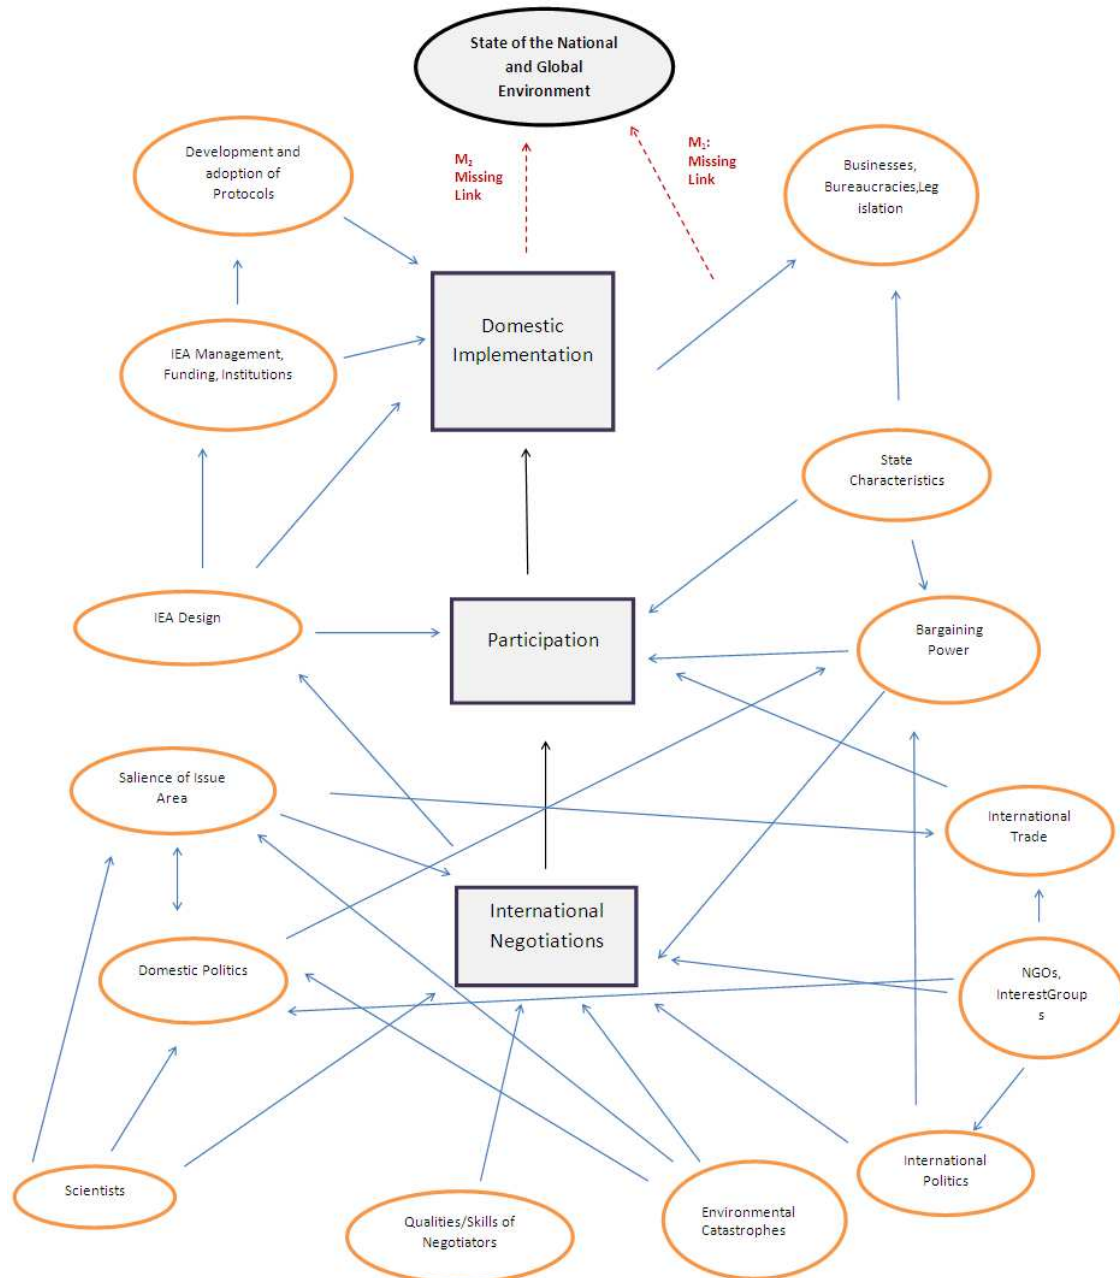 State of the National
and Global
Environment
M₂
Missing
Link
M₁:
Missing
Link
Development and
adoption of
Protocols
Businesses,
Bureaucracies,Leg
islation
Domestic
Implementation
IEA Management,
Funding, Institutions
State
Characteristics
IEA Design
Participation
Bargaining
Power
Salience of Issue
Area
International
Trade
International
Negotiations
Domestic Politics
NGOs,
InterestGroup
s
Scientists
International
Politics
Qualities/Skills of
Negotiators
Environmental
Catastrophes